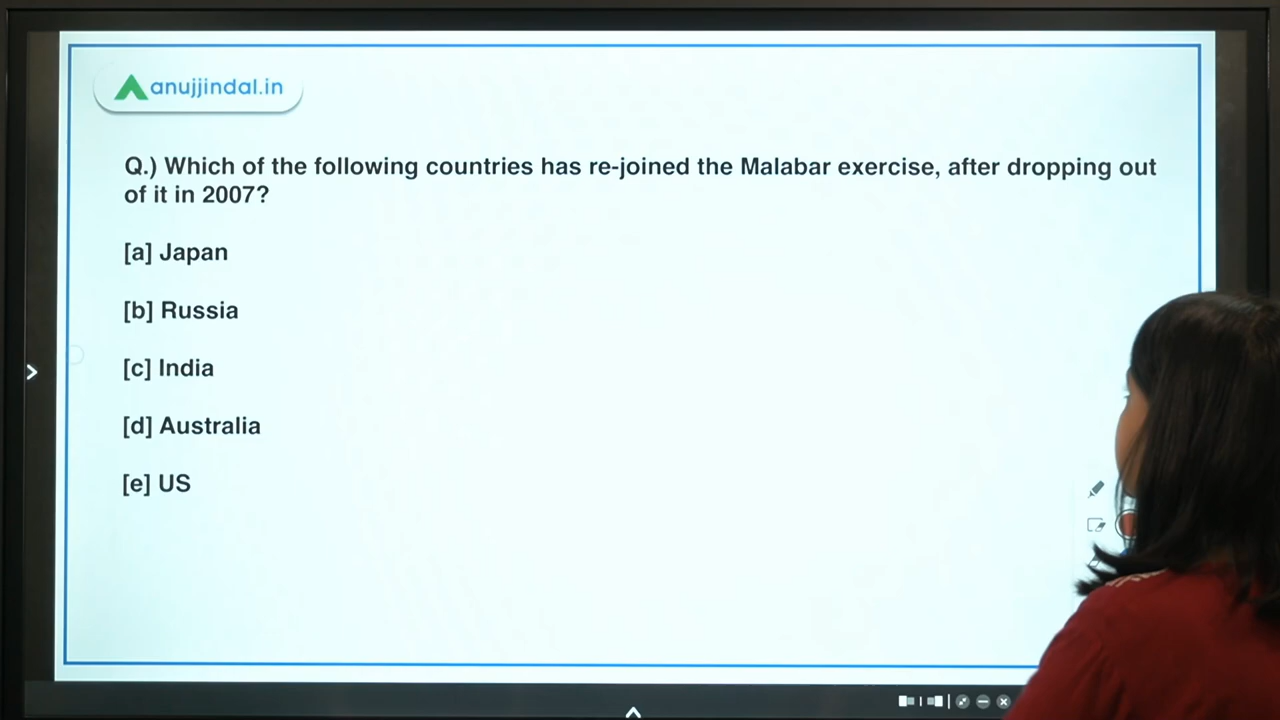 anujjindal.in
Q.) Which of the following countries has re-joined the Malabar exercise, after dropping out
of it in 2007?
[a] Japan
[b] Russia
[c] India
[d] Australia
[e] US